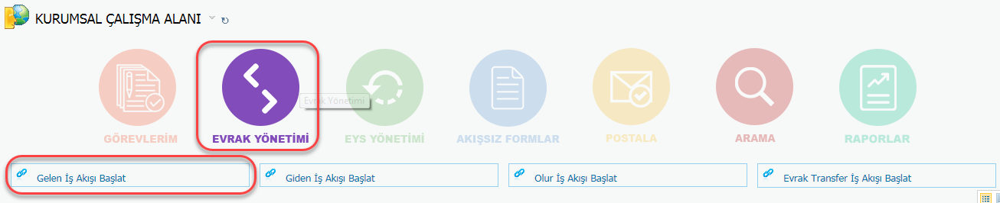 KURUMSAL ÇALIŞMA ALANI
Evrak Yönetimi
GÖREVLERİM EVRAK YÖNETİMİ EYS YÖNETİMİ AKIŞSIZ FORMLAR POSTALA ARAMA RAPORLAR
Gelen İş Akışı Başlat Giden İş Akışı Başlat Olur İş Akışı Başlat Evrak Transfer İş Akışı Başlat